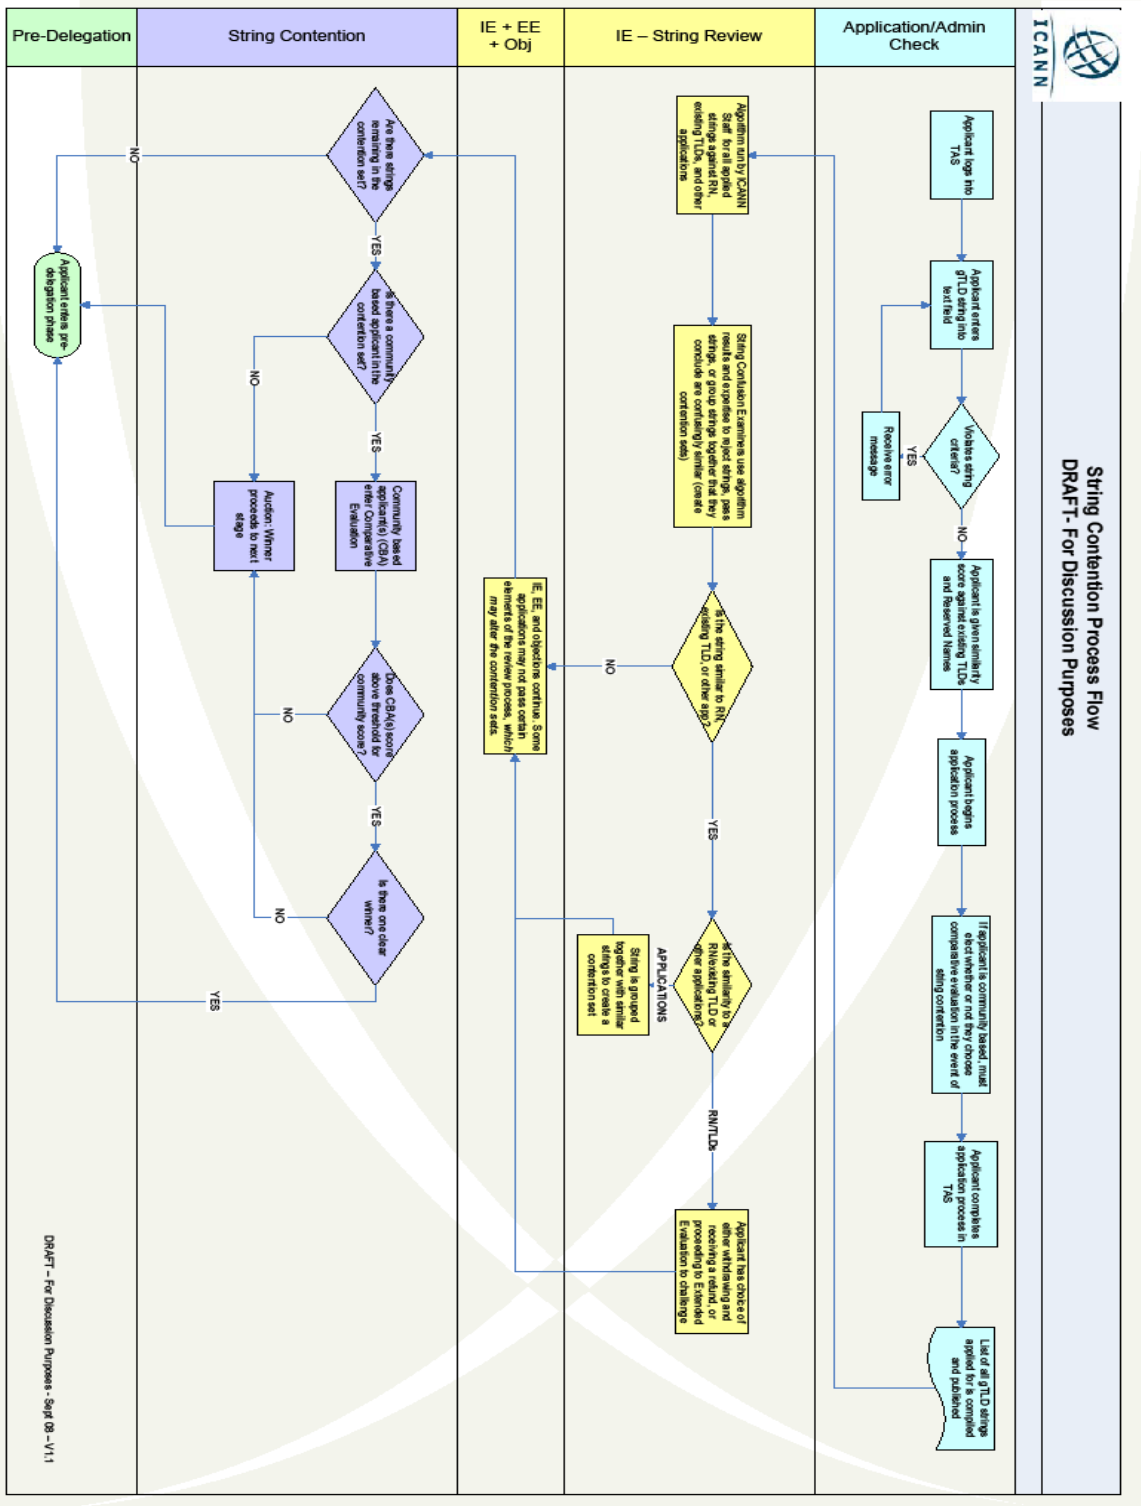 String Contention Process Flow
DRAFT- For Discussion Purposes
ICANN
Application/Admin
Check
Applicant logs into
TAS
Applicant enters
gTLD string into
text field
Violates string
criteria?
YES
Receive error
message
NO
Applicant is given similarity
score against existing TLDs
and Reserved Names
Applicant begins
application process
If applicant is community based, must
elect whether or not they choose
comparative evaluation in the event of
string contention
Applicant completes
application process in
TAS
List of all gTLD strings
applied for is compiled
and published
IE – String Review
Algorithm run by ICANN
Staff for all applied
strings against RN,
existing TLDs, and other
applications
String Confusion Examiners use algorithm
results and expertise to reject strings, pass
strings, or group strings together that they
conclude are confusingly similar (create
contention sets)
Is the string similar to RN,
existing TLD, or other app?
NO
YES
Is the similarity to a
RN/existing TLD or
other applications?
APPLICATIONS
String is grouped
together with similar
strings to create a
contention set
RN/TLDs
Applicant has choice of
either withdrawing and
receiving a refund, or
proceeding to Extended
Evaluation to challenge
IE + EE
+ Obj
IE, EE, and objections continue. Some
applications may not pass certain
elements of the review process, which
may alter the contention sets.
String Contention
Are there strings
remaining in the
contention set?
NO
YES
Is there a community
based applicant in the
contention set?
NO
YES
Community based
applicant(s) (CBA)
enter Comparative
Evaluation
Auction: Winner
proceeds to next
stage
Does CBA(s) score
above threshold for
community score?
NO
YES
Is there one clear
winner?
NO
YES
Pre-Delegation
Applicant enters pre-
delegation phase
DRAFT – For Discussion Purposes - Sept 08 – V1.1